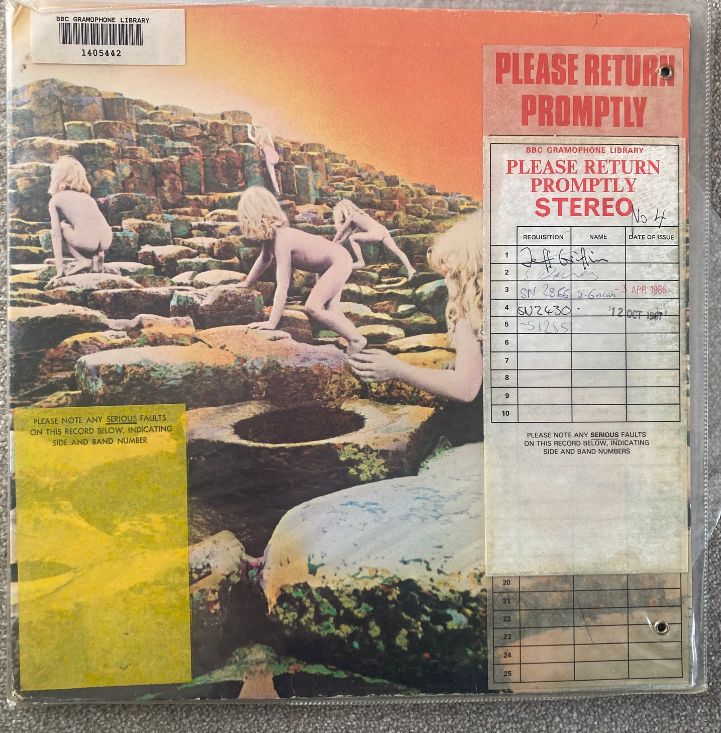 BBC GRAMOPHONE LIBRARY
1405442
PLEASE RETURN
PROMPTLY
BBC GRAMOPHONE LIBRARY
PLEASE RETURN
PROMPTLY
STEREO
No 4
REQUISITION NAME DATE OF ISSUE
1 Jeff Griffin
2
3 SN 2866 -3 APR 1986
4 SN2430 12 OCT 1987
5
6
7
8
9
10
PLEASE NOTE ANY SERIOUS FAULTS
ON THIS RECORD BELOW, INDICATING
SIDE AND BAND NUMBERS
20
21
22
23
24
25
PLEASE NOTE ANY SERIOUS FAULTS
ON THIS RECORD BELOW, INDICATING
SIDE AND BAND NUMBER